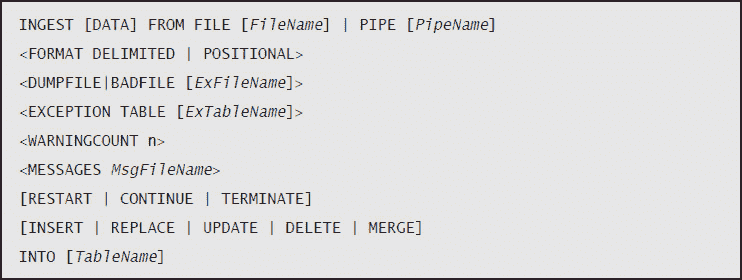 INGEST [DATA] FROM FILE [FileName] | PIPE [PipeName]
<FORMAT DELIMITED | POSITIONAL>
<DUMPFILE|BADFILE [ExFileName]>
<EXCEPTION TABLE [ExTableName]>
<WARNINGCOUNT n>
<MESSAGES MsgFileName>
[RESTART | CONTINUE | TERMINATE]
[INSERT | REPLACE | UPDATE | DELETE | MERGE]
INTO [TableName]